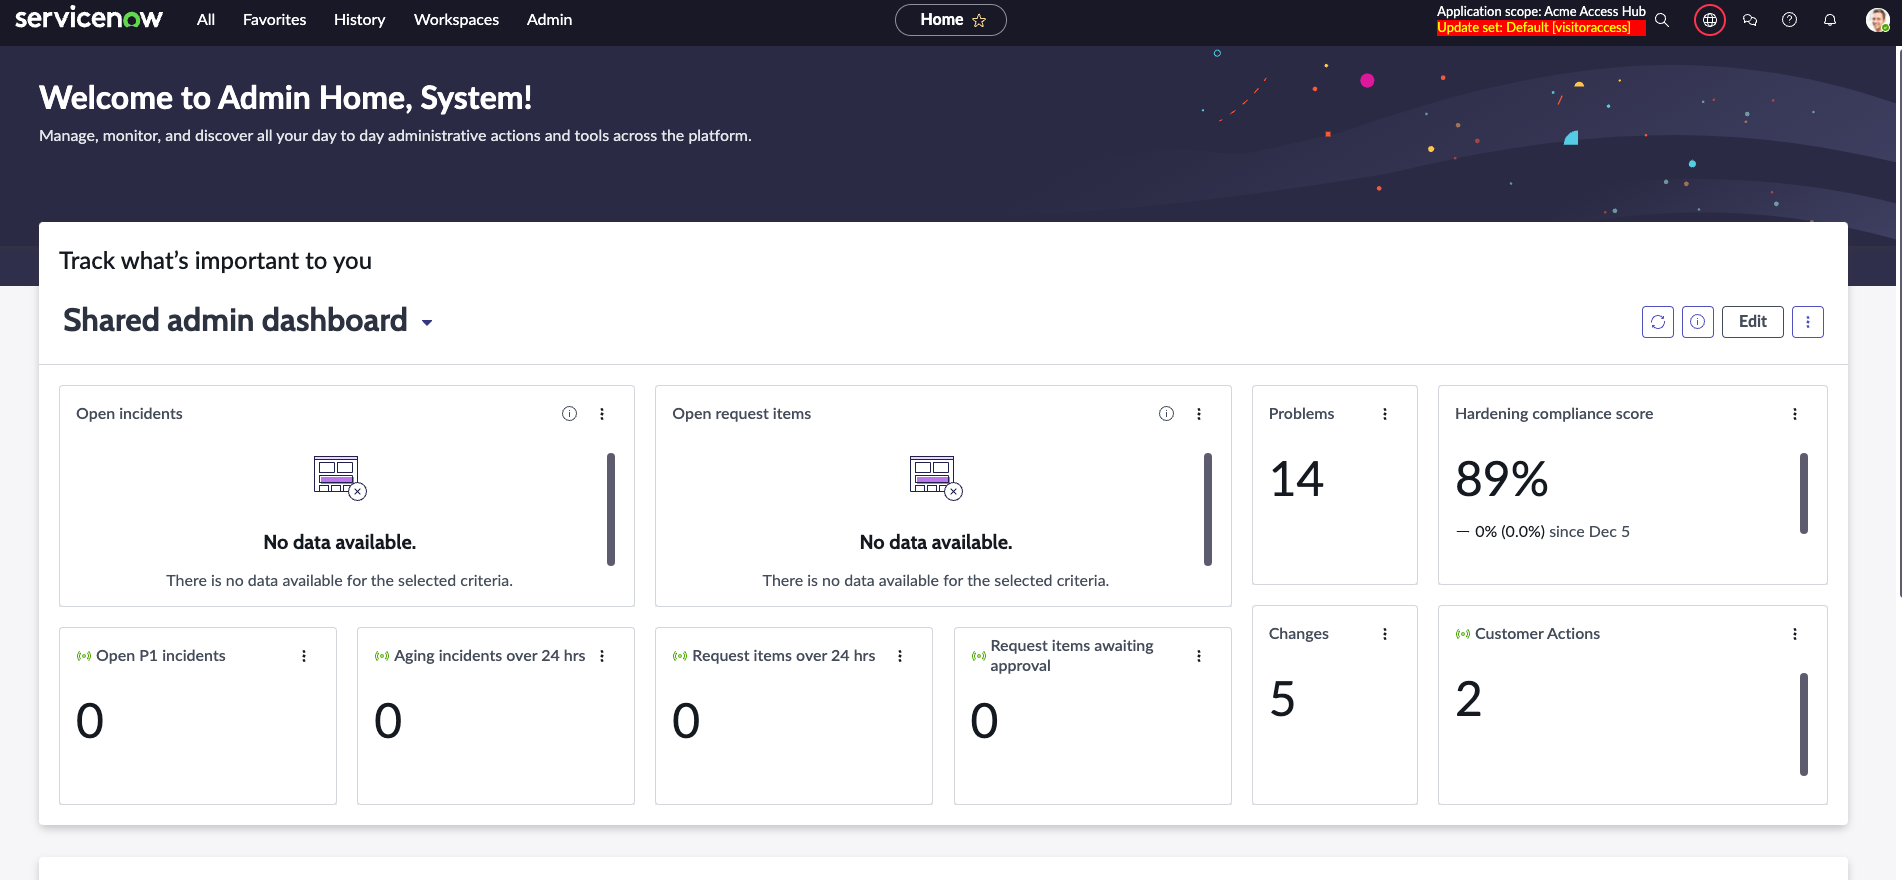 servicenow
All
Favorites
History
Workspaces
Admin
Home
Application scope: Acme Access Hub
Update set: Default [visitoraccess]
Welcome to Admin Home, System!
Manage, monitor, and discover all your day to day administrative actions and tools across the platform.
Track what’s important to you
Shared admin dashboard
Edit
Open incidents
No data available.
There is no data available for the selected criteria.
Open request items
No data available.
There is no data available for the selected criteria.
Problems
14
Hardening compliance score
89%
— 0% (0.0%) since Dec 5
Open P1 incidents
0
Aging incidents over 24 hrs
0
Request items over 24 hrs
0
Request items awaiting
approval
0
Changes
5
Customer Actions
2